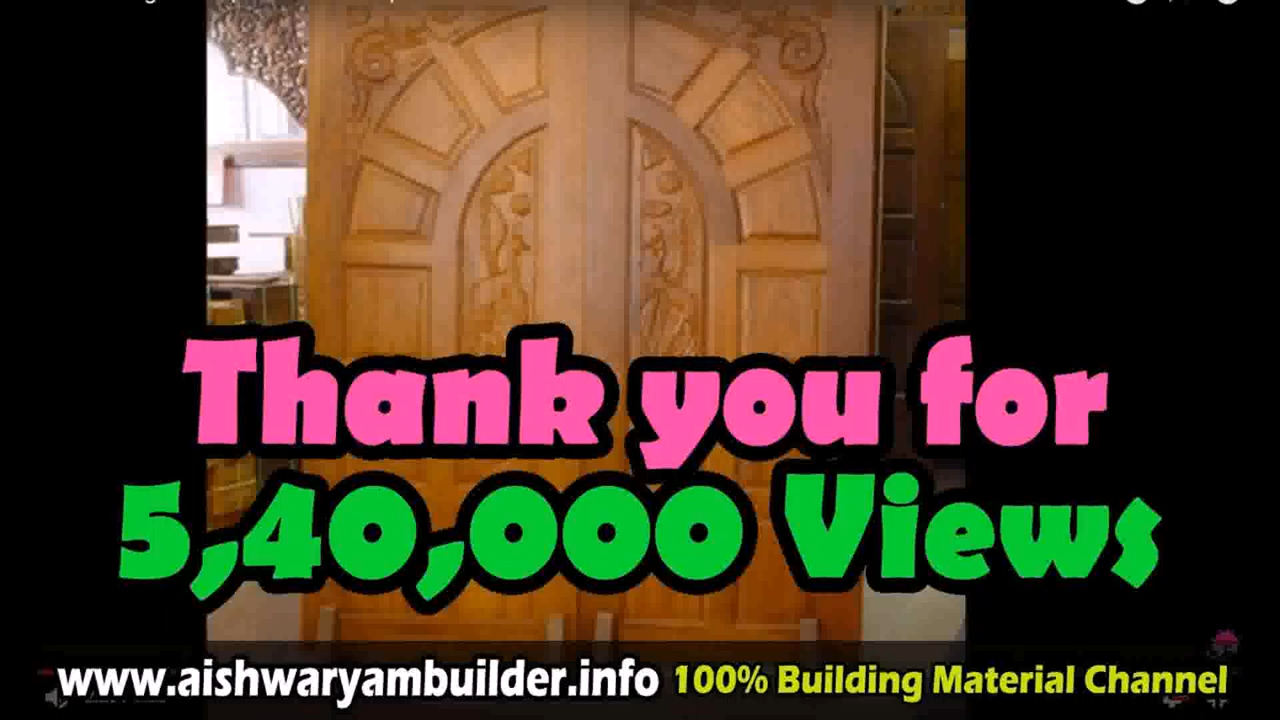 Thank you for
5,40,000 Views
www.aishwaryambuilder.info 100% Building Material Channel